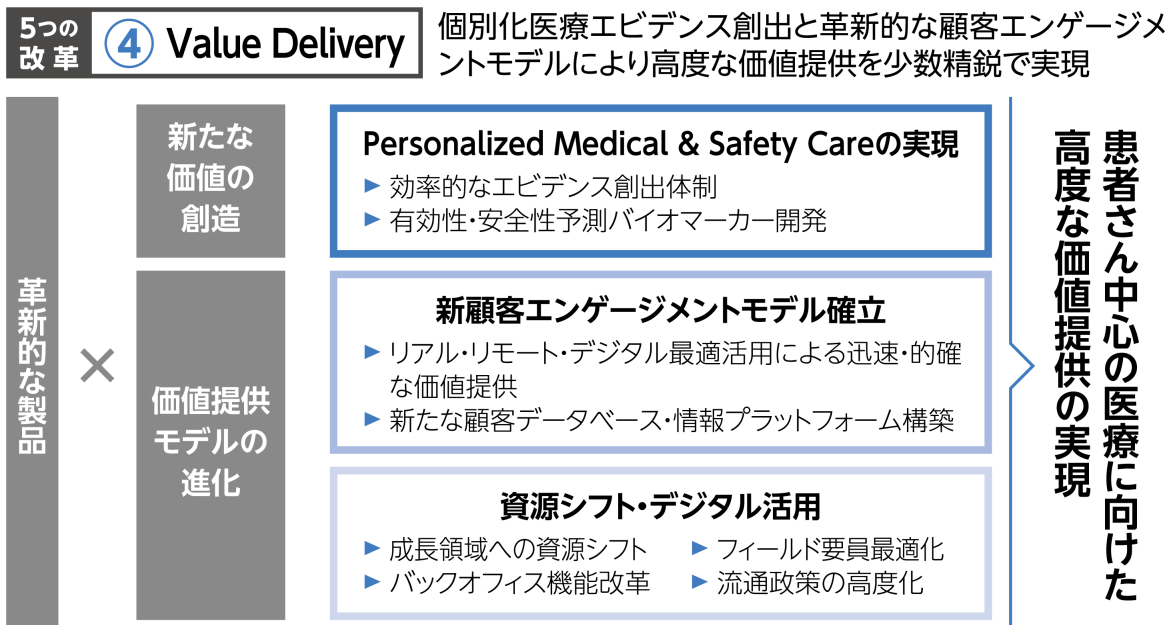 5つの
改革
④ Value Delivery
個別化医療エビデンス創出と革新的な顧客エンゲージメ
ントモデルにより高度な価値提供を少数精鋭で実現
革新的な製品
×
新たな
価値の
創造
Personalized Medical & Safety Careの実現
▶ 効率的なエビデンス創出体制
▶ 有効性・安全性予測バイオマーカー開発
価値提供
モデルの
進化
新顧客エンゲージメントモデル確立
▶ リアル・リモート・デジタル最適活用による迅速・的確
な価値提供
▶ 新たな顧客データベース・情報プラットフォーム構築
資源シフト・デジタル活用
▶ 成長領域への資源シフト
▶ フィールド要員最適化
▶ バックオフィス機能改革
▶ 流通政策の高度化
患者さん中心の医療に向けた
高度な価値提供の実現